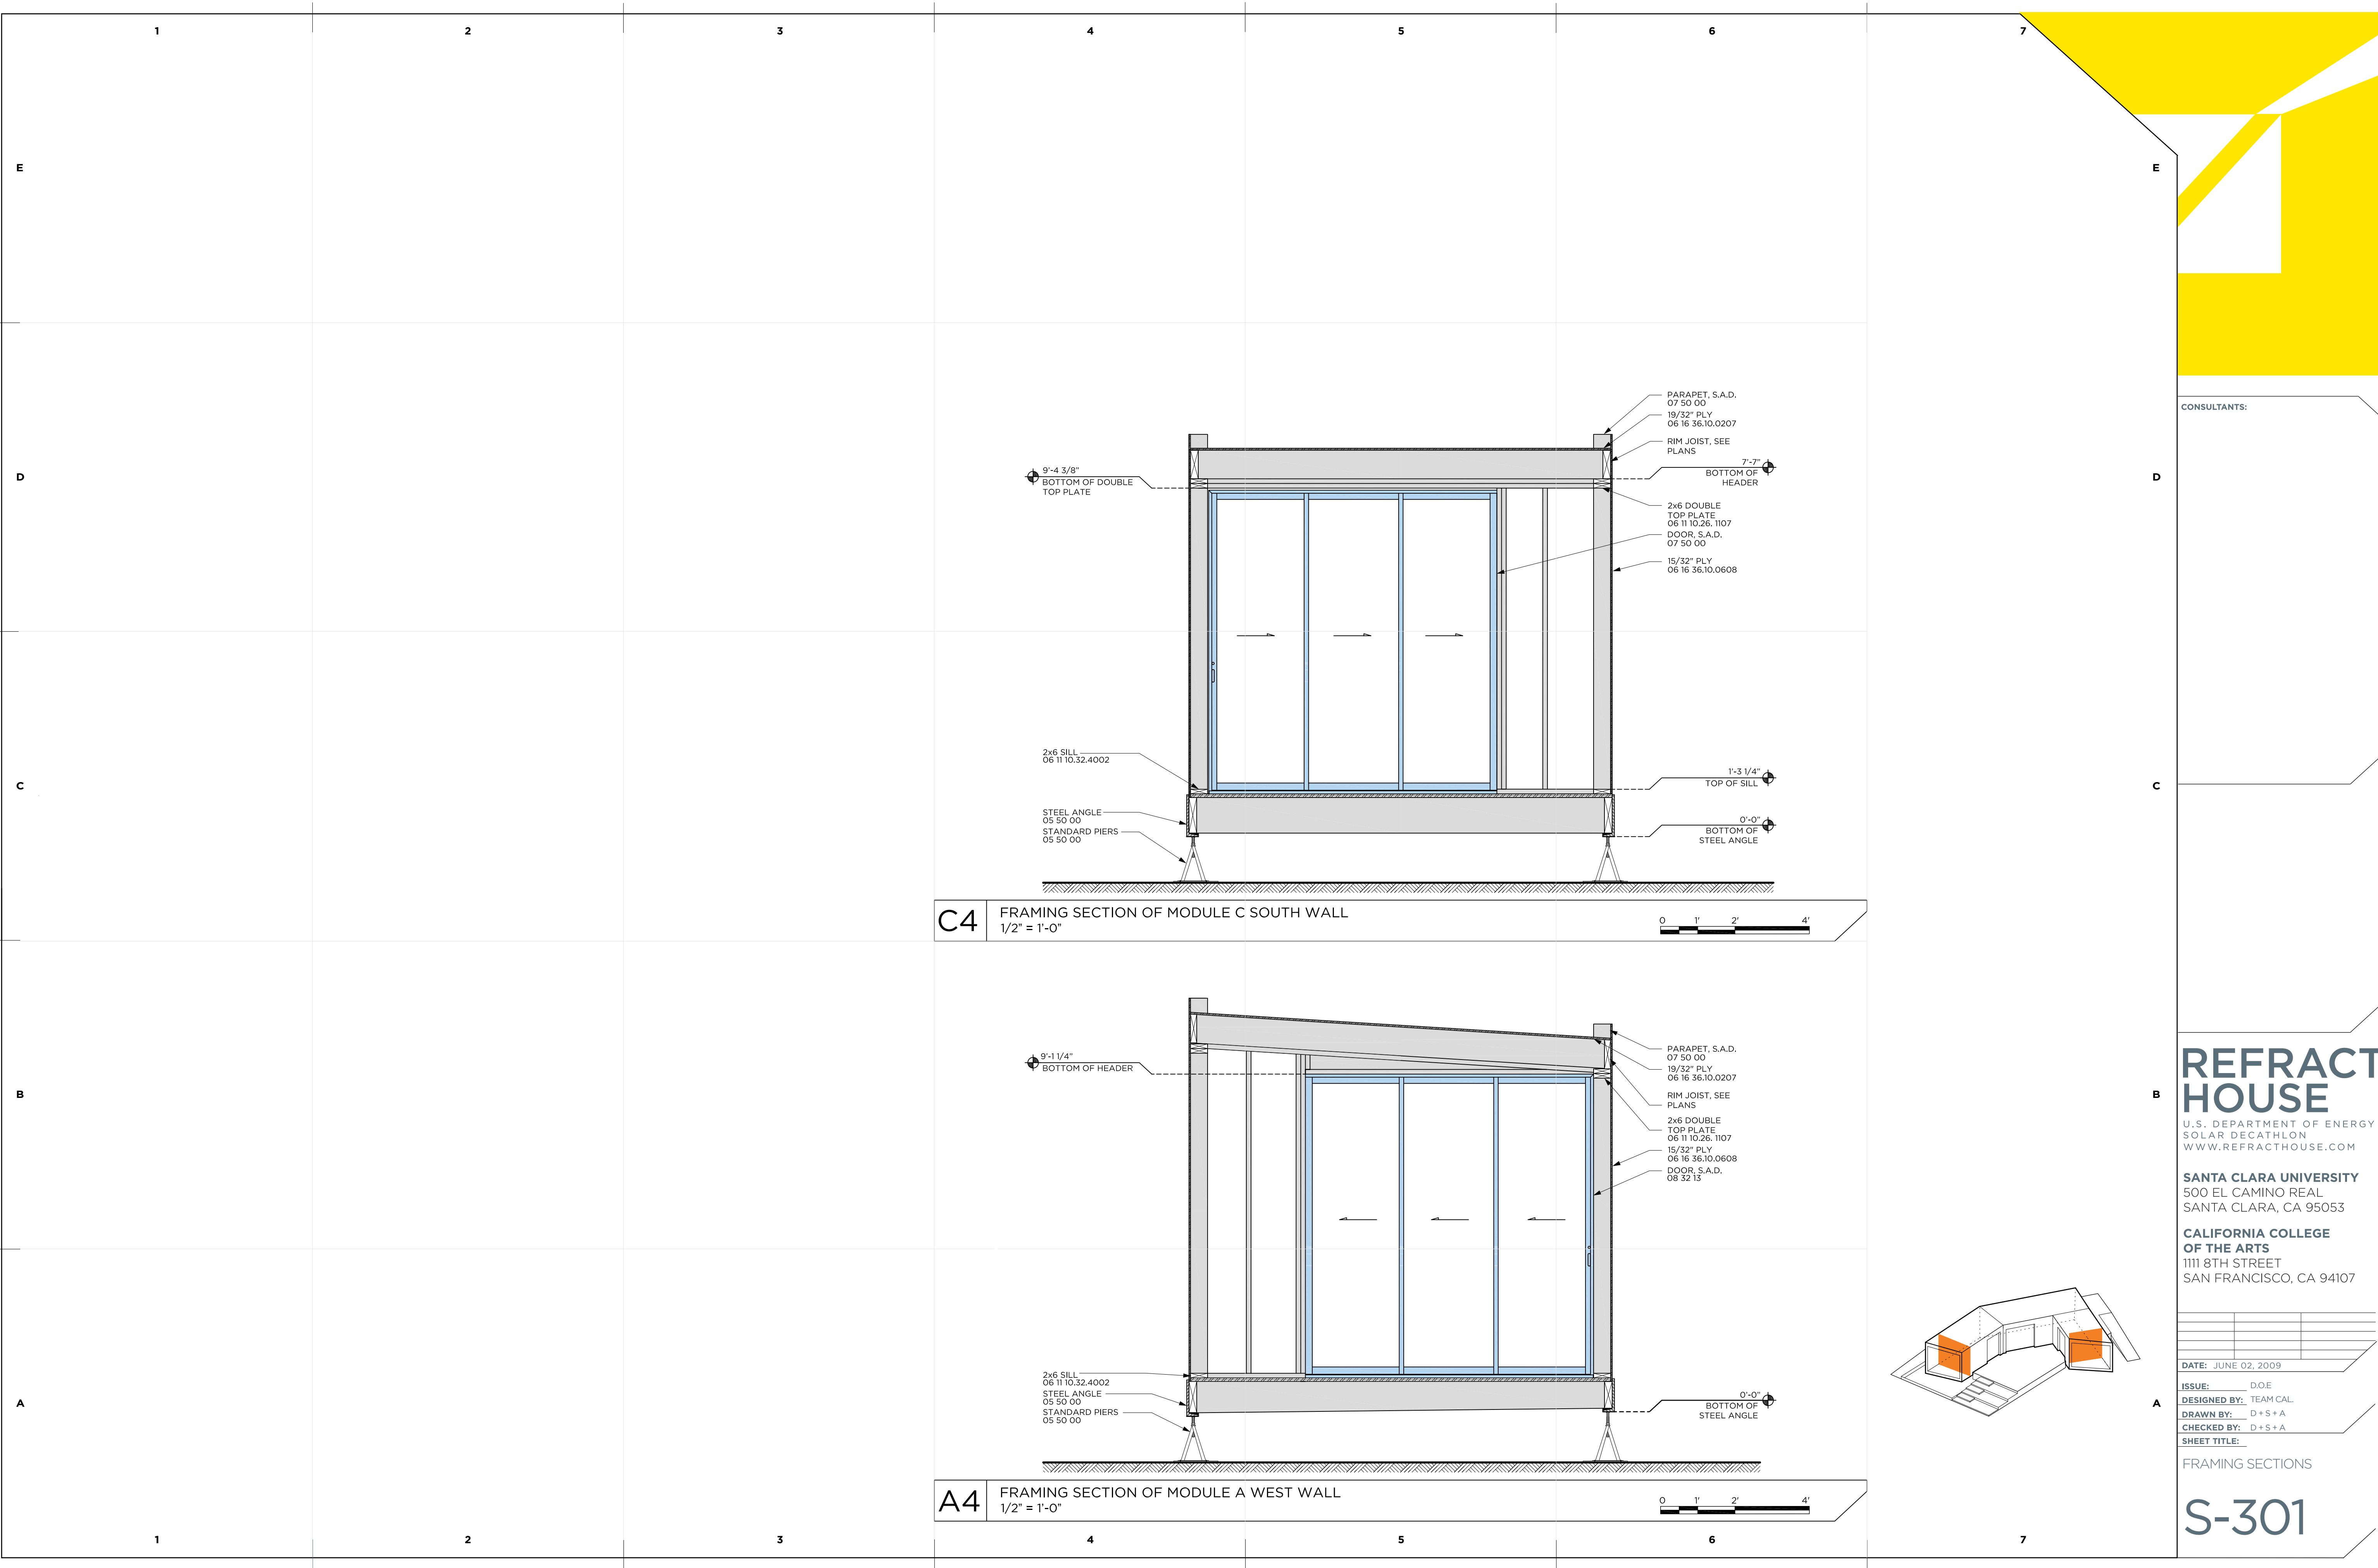 1 2 3 4 5 6 7
E E
CONSULTANTS:
PARAPET, S.A.D.
07 50 00
19/32" PLY
06 16 36.10.0207
RIM JOIST, SEE
PLANS
9'-4 3/8"
BOTTOM OF DOUBLE
TOP PLATE
7'-7"
BOTTOM OF
HEADER
D D
2x6 DOUBLE
TOP PLATE
06 11 10.26. 1107
DOOR, S.A.D.
07 50 00
15/32" PLY
06 16 36.10.0608
2x6 SILL
06 11 10.32.4002
1'-3 1/4"
TOP OF SILL
C C
STEEL ANGLE
05 50 00
STANDARD PIERS
05 50 00
0'-0"
BOTTOM OF
STEEL ANGLE
C4
FRAMING SECTION OF MODULE C SOUTH WALL
1/2" = 1'-0"
0 1' 2' 4'
9'-1 1/4"
BOTTOM OF HEADER
PARAPET, S.A.D.
07 50 00
19/32" PLY
06 16 36.10.0207
RIM JOIST, SEE
PLANS
2x6 DOUBLE
TOP PLATE
06 11 10.26. 1107
15/32" PLY
06 16 36.10.0608
DOOR, S.A.D.
08 32 13
B B
2x6 SILL
06 11 10.32.4002
STEEL ANGLE
05 50 00
STANDARD PIERS
05 50 00
0'-0"
BOTTOM OF
STEEL ANGLE
A A
A4
FRAMING SECTION OF MODULE A WEST WALL
1/2" = 1'-0"
0 1' 2' 4'
1 2 3 4 5 6 7
REFRACT
HOUSE
U.S. DEPARTMENT OF ENERGY
SOLAR DECATHLON
WWW.REFRACTHOUSE.COM
SANTA CLARA UNIVERSITY
500 EL CAMINO REAL
SANTA CLARA, CA 95053
CALIFORNIA COLLEGE
OF THE ARTS
1111 8TH STREET
SAN FRANCISCO, CA 94107
DATE: JUNE 02, 2009
ISSUE: D.O.E
DESIGNED BY: TEAM CAL.
DRAWN BY: D + S + A
CHECKED BY: D + S + A
SHEET TITLE:
FRAMING SECTIONS
S-301